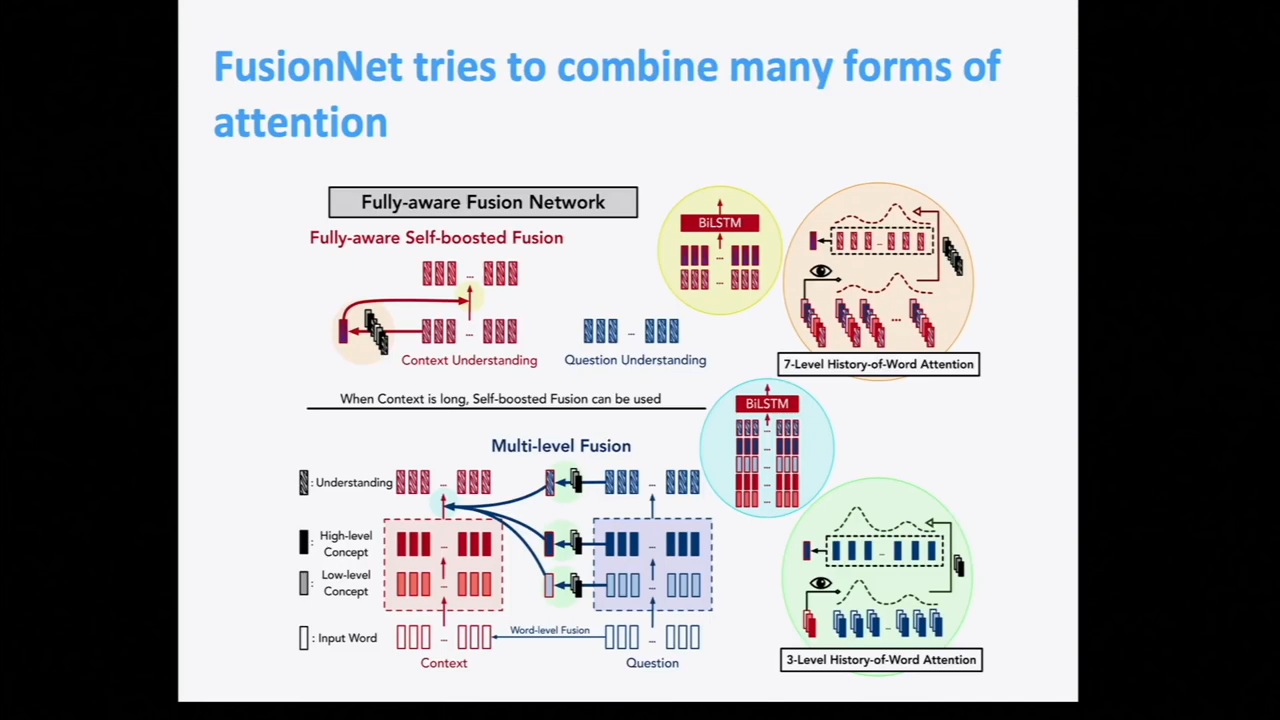 FusionNet tries to combine many forms of
attention
Fully-aware Fusion Network
Fully-aware Self-boosted Fusion
BiLSTM
...
...
...
...
...
...
...
Context Understanding
Question Understanding
7-Level History-of-Word Attention
When Context is long, Self-boosted Fusion can be used
BiLSTM
Multi-level Fusion
: Understanding
: High-level
Concept
: Low-level
Concept
: Input Word
Word-level Fusion
Context
Question
3-Level History-of-Word Attention